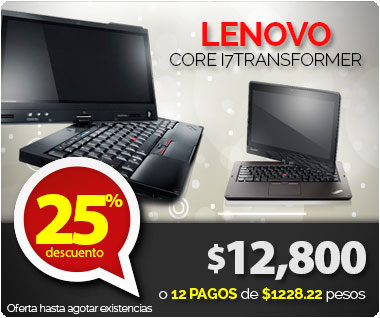 LENOVO
CORE I7TRANSFORMER
25%
descuento
$12,800
o 12 PAGOS de $1228.22 pesos
Oferta hasta agotar existencias